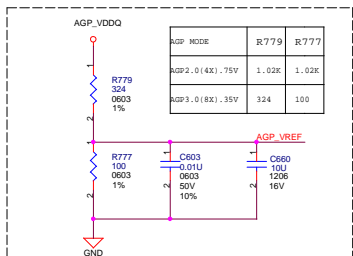 AGP_VDDQ
AGP MODE R779 R777
AGP2.0(4X).75V 1.02K 1.02K
AGP3.0(8X).35V 324 100
1
R779
324
0603
1%
2
AGP_VREF
1
R777
100
0603
1%
2
1
C603
0.01U
0603
50V
10%
2
1
C660
10U
1206
16V
2
GND